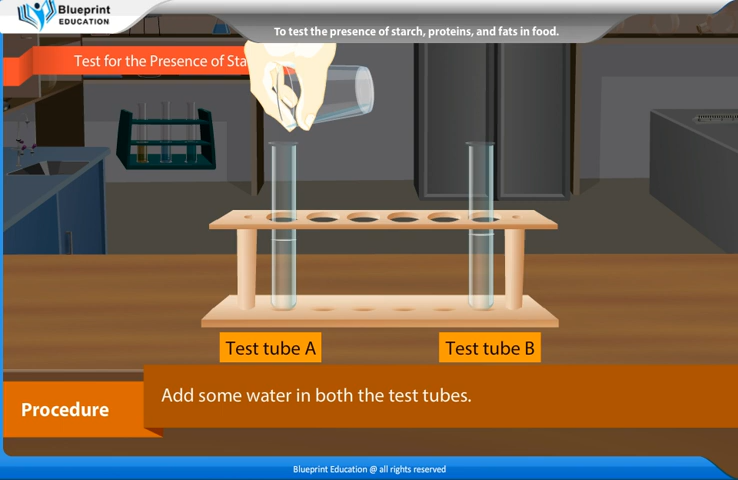 Blueprint
EDUCATION
To test the presence of starch, proteins, and fats in food.
Test for the Presence of Sta
Test tube A
Test tube B
Procedure
Add some water in both the test tubes.
Blueprint Education @ all rights reserved